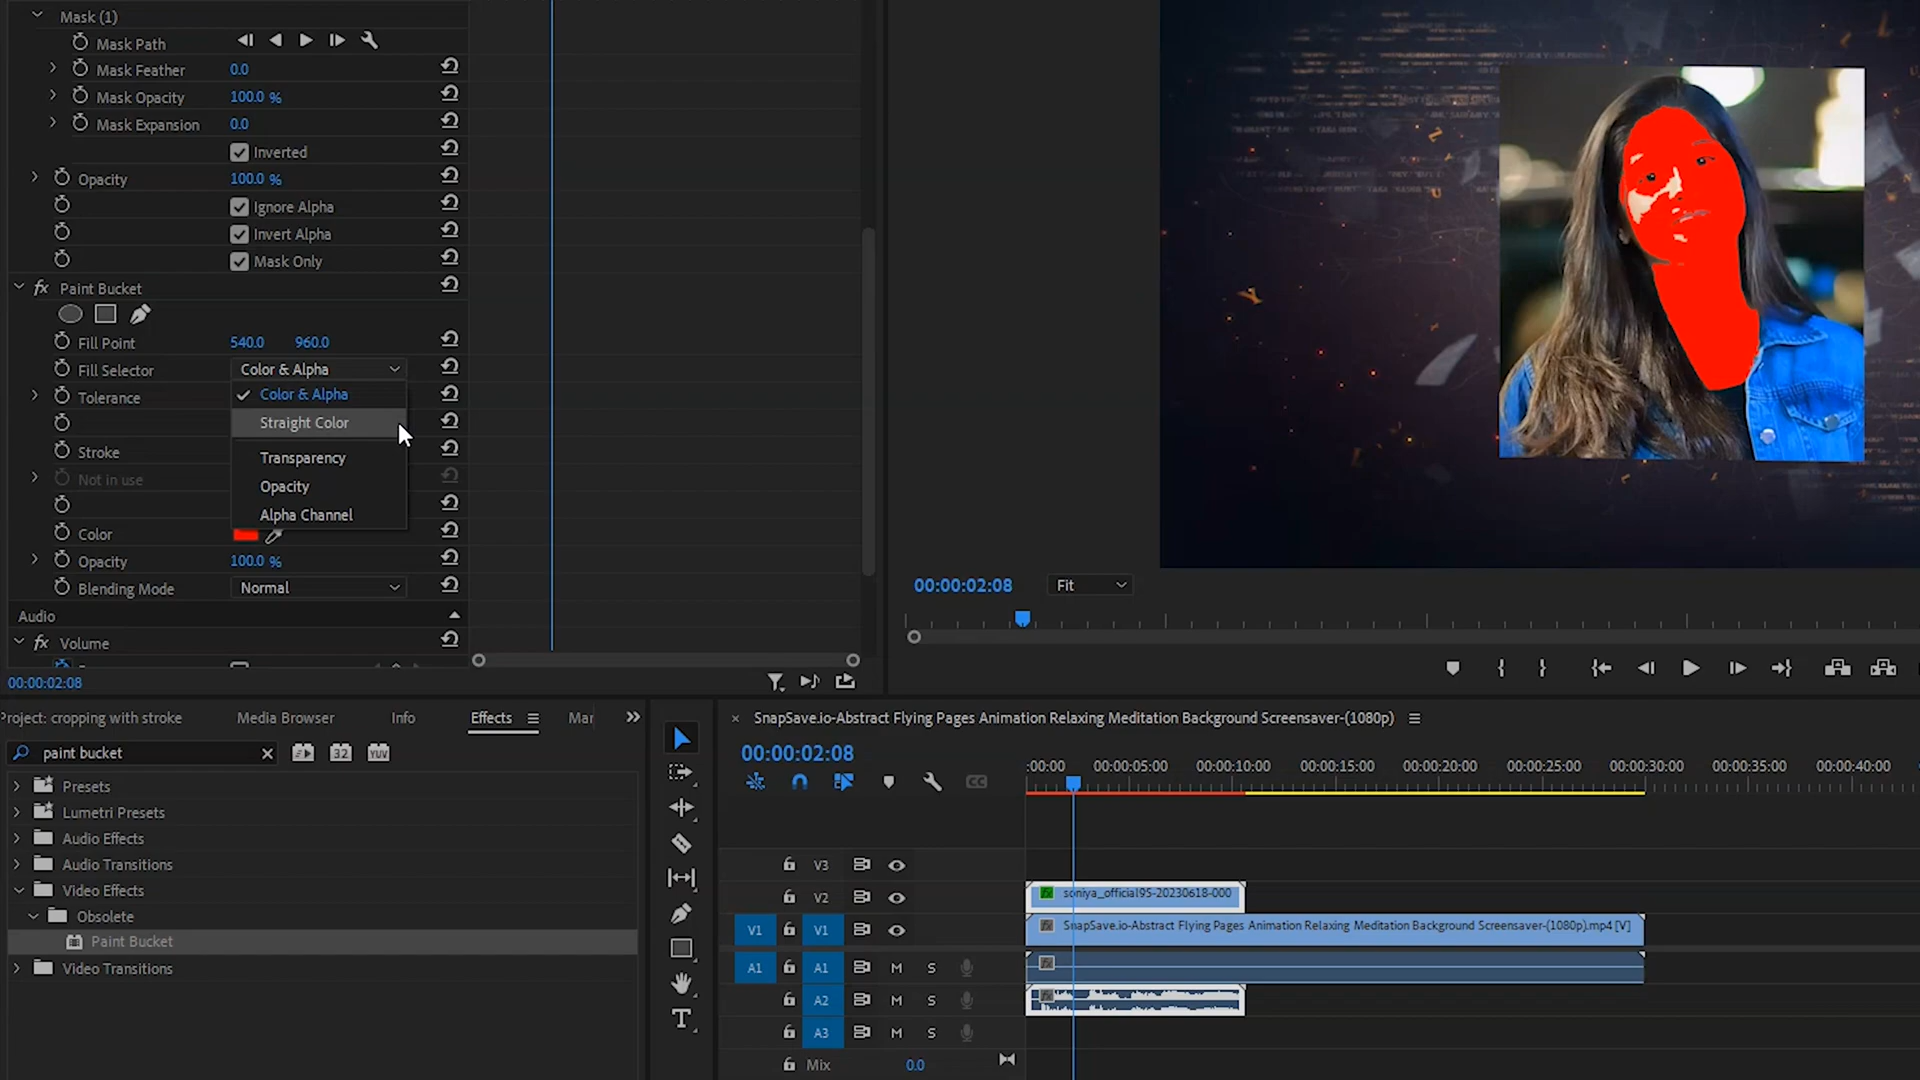 Mask (1)
Mask Path
Mask Feather 0.0
Mask Opacity 100.0 %
Mask Expansion 0.0
Inverted
Opacity 100.0 %
Ignore Alpha
Invert Alpha
Mask Only
fx Paint Bucket
Fill Point 540.0 960.0
Fill Selector Color & Alpha
Color & Alpha
Tolerance
Straight Color
Stroke
Transparency
Not in use
Opacity
Alpha Channel
Color
Opacity 100.0 %
Blending Mode Normal
Audio
fx Volume
00:00:02:08
00:00:02:08 Fit
Project: cropping with stroke Media Browser Info Effects Mar
paint bucket 32 YUV
Presets
Lumetri Presets
Audio Effects
Audio Transitions
Video Effects
Obsolete
Paint Bucket
Video Transitions
SnapSave.io-Abstract Flying Pages Animation Relaxing Meditation Background Screensaver-(1080p)
00:00:02:08
:00:00 00:00:05:00 00:00:10:00 00:00:15:00 00:00:20:00 00:00:25:00 00:00:30:00 00:00:35:00 00:00:40:00
CC
V3
V2 soniya_official95-20230618-000
V1 V1 SnapSave.io-Abstract Flying Pages Animation Relaxing Meditation Background Screensaver-(1080p).mp4 [V]
A1 A1 M S
A2 M S
A3 M S
Mix 0.0